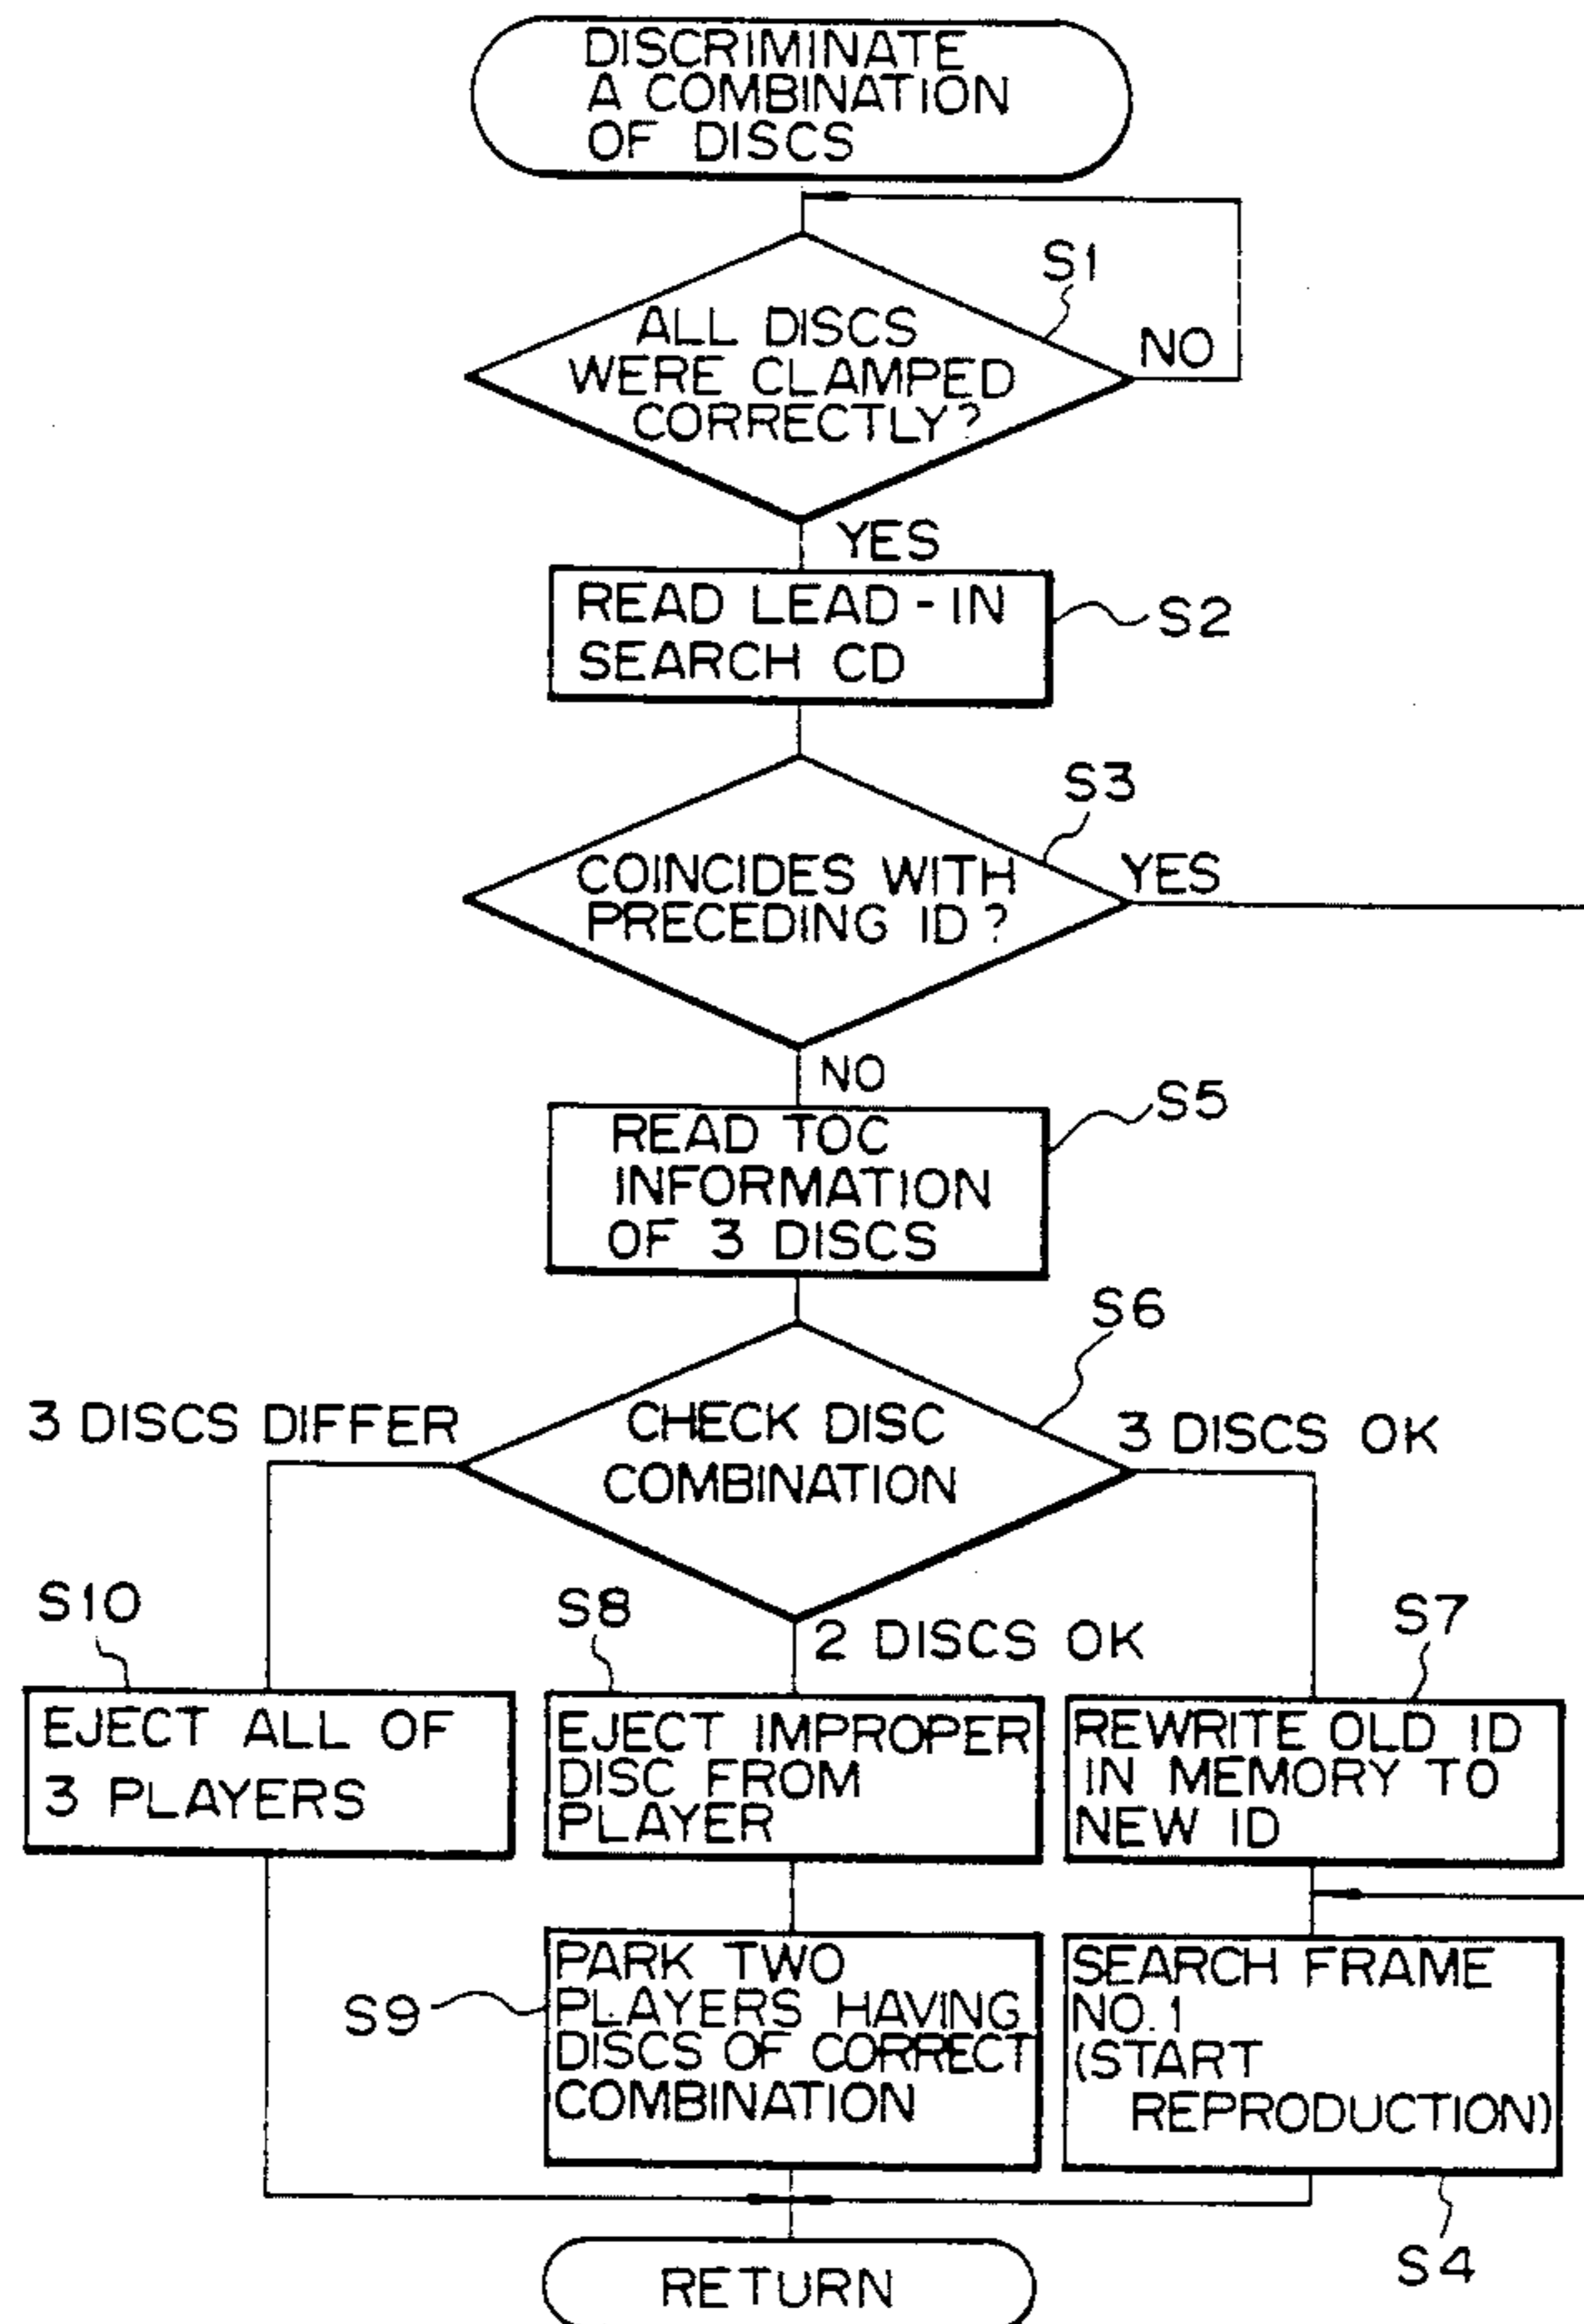 DISCRIMINATE
A COMBINATION
OF DISCS
S1
ALL DISCS
WERE CLAMPED
CORRECTLY?
NO
YES
READ LEAD-IN
SEARCH CD
S2
S3
COINCIDES WITH
PRECEDING ID?
YES
NO
READ TOC
INFORMATION
OF 3 DISCS
S5
S6
3 DISCS DIFFER
CHECK DISC
COMBINATION
3 DISCS OK
2 DISCS OK
S10
EJECT ALL OF
3 PLAYERS
S8
EJECT IMPROPER
DISC FROM
PLAYER
S7
REWRITE OLD ID
IN MEMORY TO
NEW ID
S9
PARK TWO
PLAYERS HAVING
DISCS OF CORRECT
COMBINATION
SEARCH FRAME
NO.1
(START
REPRODUCTION)
S4
RETURN